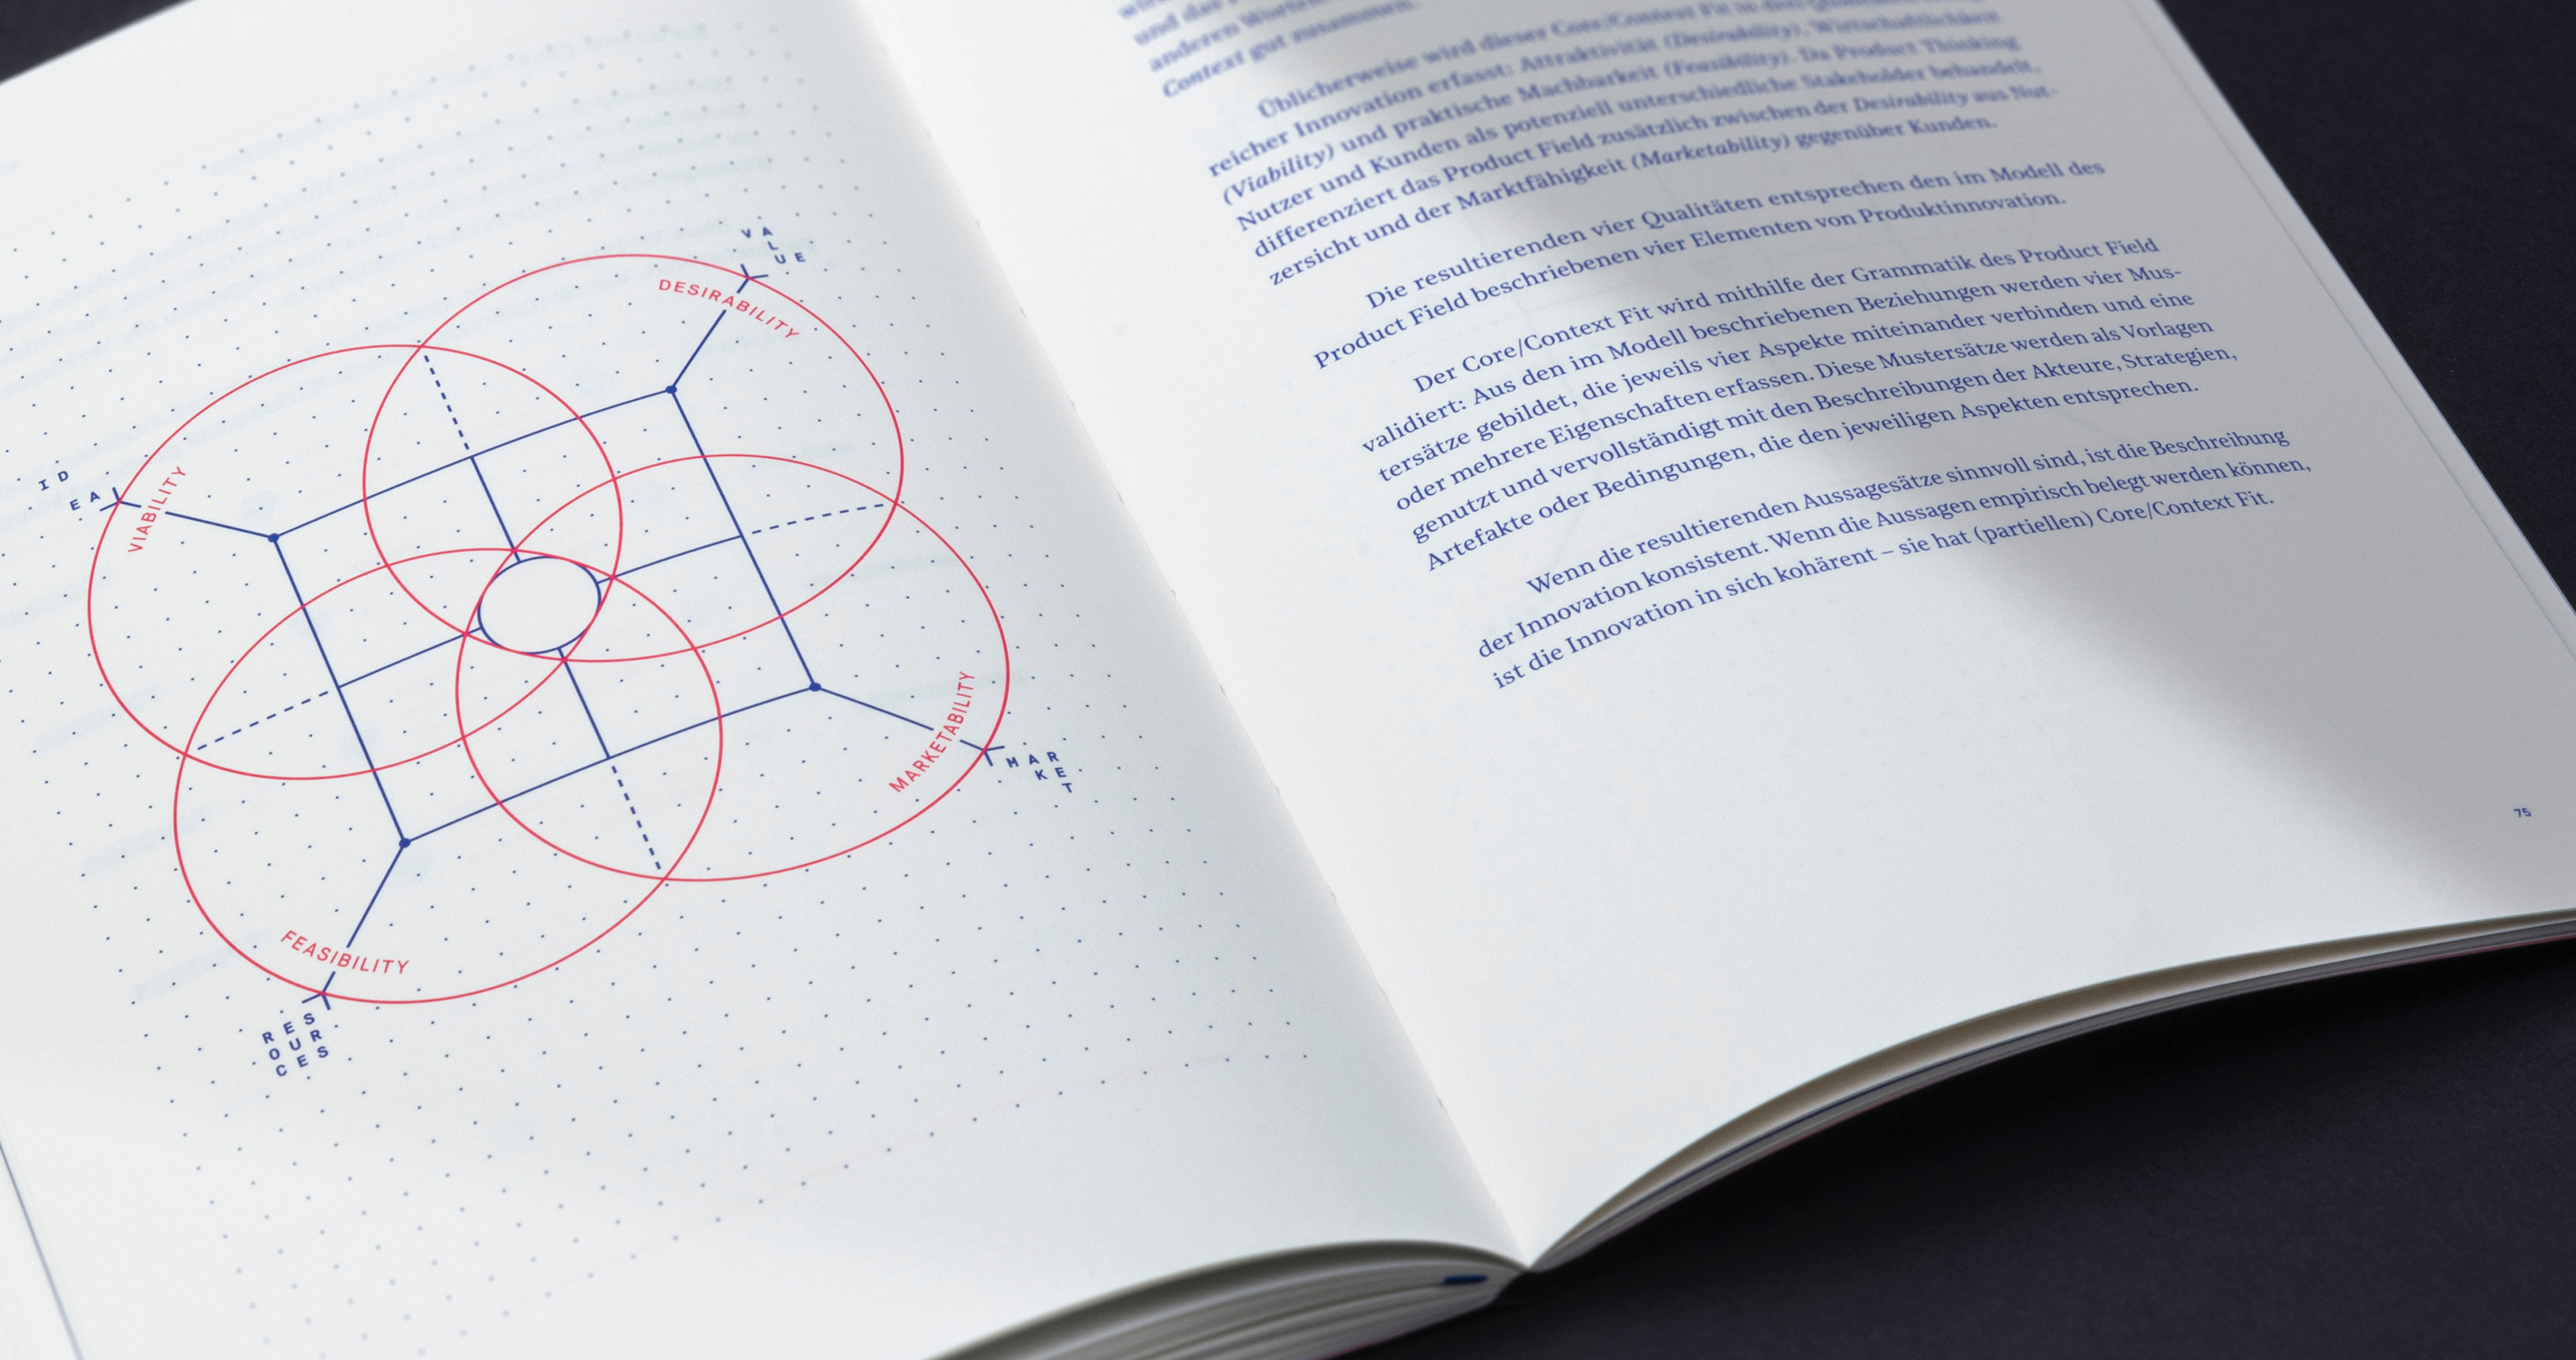 VALUE
DESIRABILITY
IDEA
VIABILITY
MARKETABILITY
MARKET
FEASIBILITY
RESOURCES
und das
anderen
Context gut zusammen.
Üblicherweise wird dieser Core/Context Fit in drei
reicher Innovation erfasst: Attraktivität (Desirability), Wirtschaftlichkeit
(Viability) und praktische Machbarkeit (Feasibility). Da Product Thinking
Nutzer und Kunden als potenziell unterschiedliche Stakeholder behandelt,
differenziert das Product Field zusätzlich zwischen der Desirability aus Nut-
zersicht und der Marktfähigkeit (Marketability) gegenüber Kunden.
Die resultierenden vier Qualitäten entsprechen den im Modell des
Product Field beschriebenen vier Elementen von Produktinnovation.
Der Core/Context Fit wird mithilfe der Grammatik des Product Field
validiert: Aus den im Modell beschriebenen Beziehungen werden vier Mus-
tersätze gebildet, die jeweils vier Aspekte miteinander verbinden und eine
oder mehrere Eigenschaften erfassen. Diese Mustersätze werden als Vorlagen
genutzt und vervollständigt mit den Beschreibungen der Akteure, Strategien,
Artefakte oder Bedingungen, die den jeweiligen Aspekten entsprechen.
Wenn die resultierenden Aussagesätze sinnvoll sind, ist die Beschreibung
der Innovation konsistent. Wenn die Aussagen empirisch belegt werden können,
ist die Innovation in sich kohärent – sie hat (partiellen) Core/Context Fit.
75